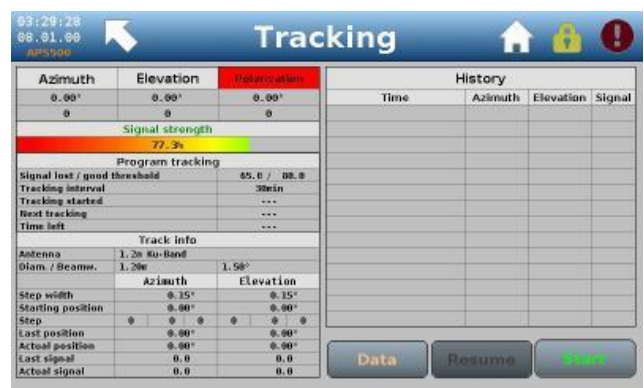 03:29:28
08.01.00
APS500
Tracking
Azimuth Elevation Polarization
0.00° 0.00° 0.00°
0 0 0
Signal strength
77.3%
Program tracking
Signal lost / good threshold 65.0 / 80.0
Tracking interval 30min
Tracking started ---
Next tracking ---
Time left ---
Track info
Antenna 1.2m Ku-Band
Diam. / Beamw. 1.20m 1.50°
Azimuth Elevation
Step width 0.15° 0.15°
Starting position 0.00° 0.00°
Step 0 0 0 0 0 0
Last position 0.00° 0.00°
Actual position 0.00° 0.00°
Last signal 0.0 0.0
Actual signal 0.0 0.0
History
Time Azimuth Elevation Signal
Data Resume Start